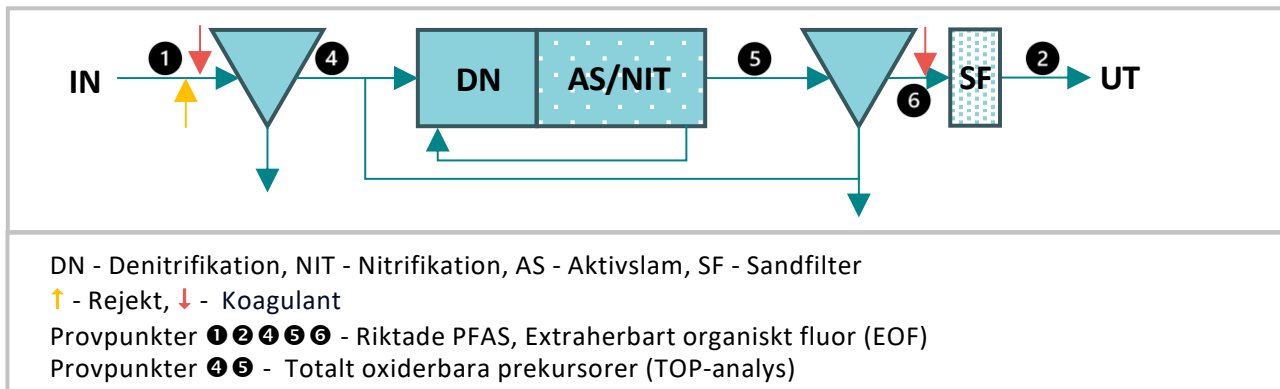 IN ❶ ❹ DN AS/NIT ❺ ❻ SF ❷ UT
DN - Denitrifikation, NIT - Nitrifikation, AS - Aktivslam, SF - Sandfilter
↑ - Rejekt, ↓ - Koagulant
Provpunkter ❶❷❹❺❻ - Riktade PFAS, Extraherbart organiskt fluor (EOF)
Provpunkter ❹❺ - Totalt oxiderbara prekursorer (TOP-analys)